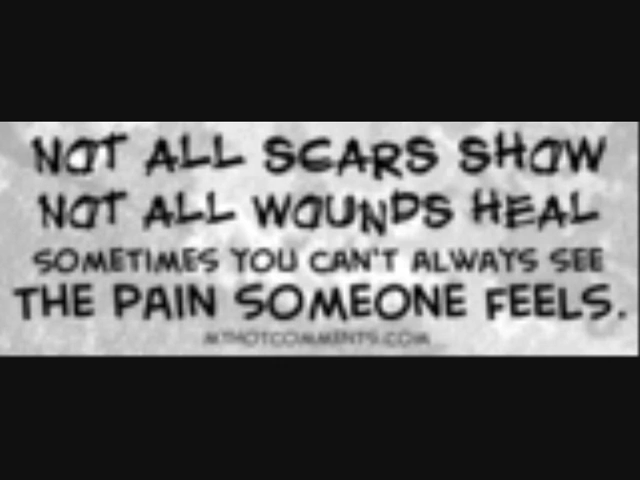 NOT ALL SCARS SHOW
NOT ALL WOUNDS HEAL
SOMETIMES YOU CAN'T ALWAYS SEE
THE PAIN SOMEONE FEELS.